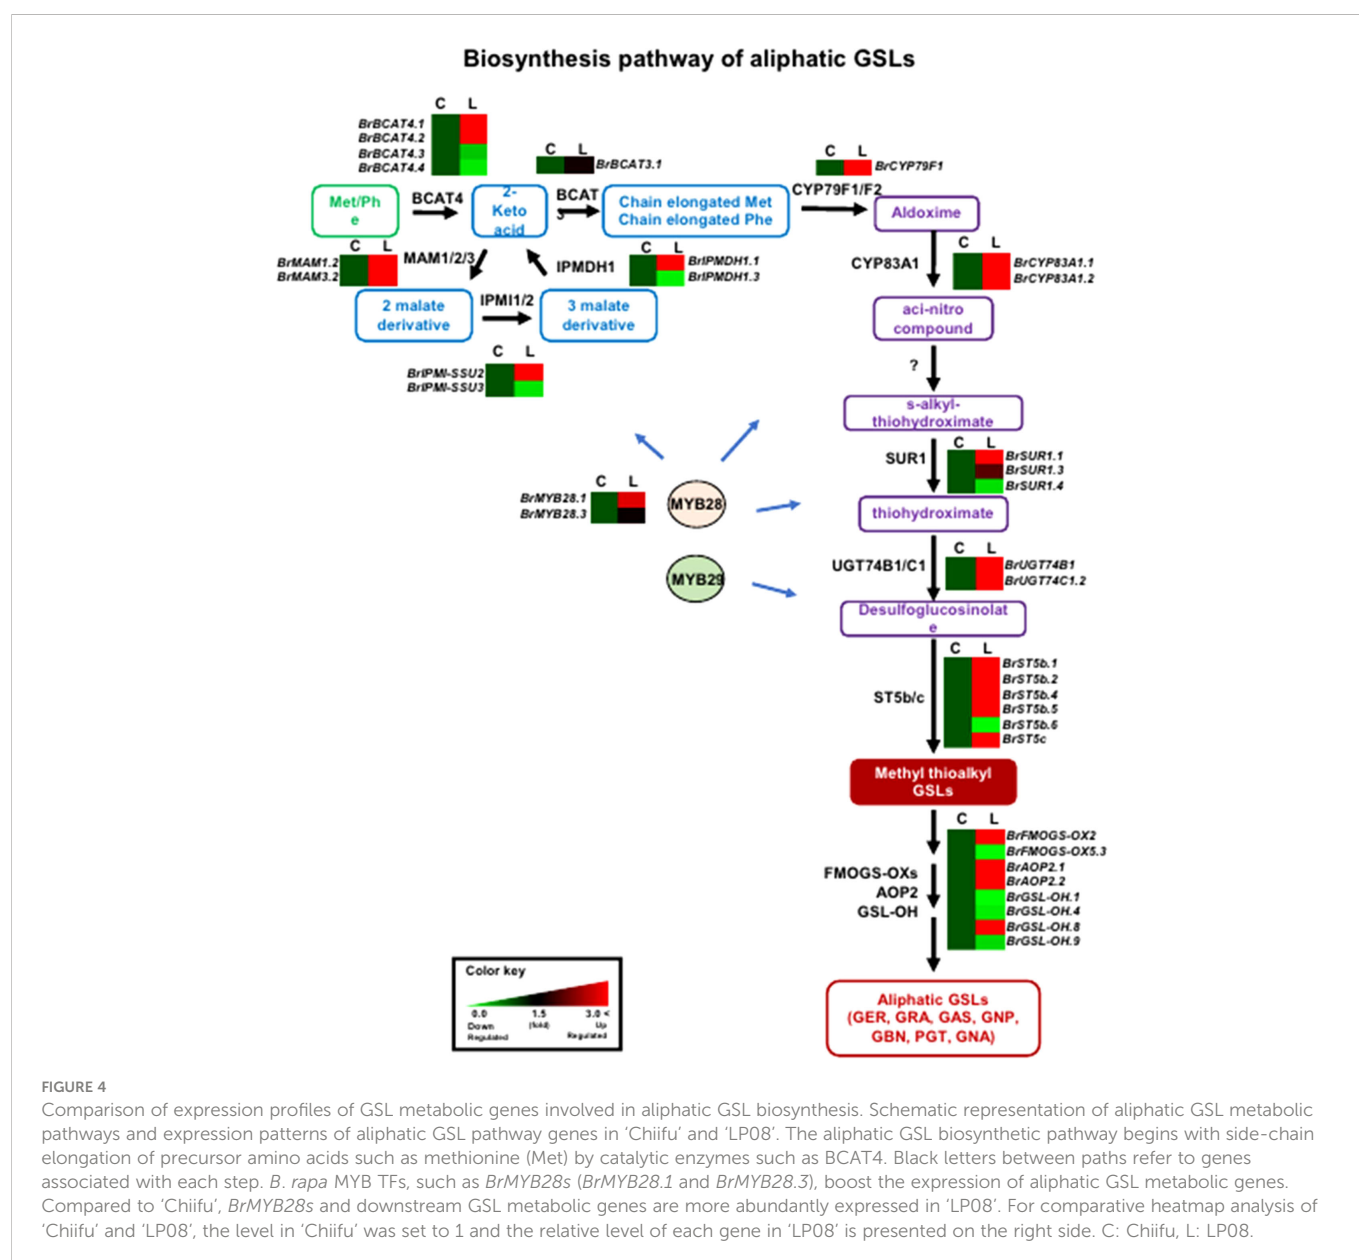 Biosynthesis pathway of aliphatic GSLs
C L
BrBCAT4.1
BrBCAT4.2
BrBCAT4.3
BrBCAT4.4
C L
BrBCAT3.1
C L
BrCYP79F1
Met/Ph
e
BCAT4
2-
Keto
acid
BCAT
3
Chain elongated Met
Chain elongated Phe
CYP79F1/F2
Aldoxime
C L
BrMAM1.2
BrMAM3.2
MAM1/2/3
IPMDH1
C L
BrIPMDH1.1
BrIPMDH1.3
CYP83A1
C L
BrCYP83A1.1
BrCYP83A1.2
2 malate
derivative
IPMI1/2
3 malate
derivative
aci-nitro
compound
C L
BrIPMI-SSU2
BrIPMI-SSU3
?
s-alkyl-
thiohydroximate
SUR1
C L
BrSUR1.1
BrSUR1.3
BrSUR1.4
C L
BrMYB28.1
BrMYB28.3
MYB28
thiohydroximate
MYB29
UGT74B1/C1
C L
BrUGT74B1
BrUGT74C1.2
Desulfoglucosinolat
e
C L
ST5b/c
BrST5b.1
BrST5b.2
BrST5b.4
BrST5b.5
BrST5b.6
BrST5c
Methyl thioalkyl
GSLs
C L
FMOGS-OXs
AOP2
GSL-OH
BrFMOGS-OX2
BrFMOGS-OX5.3
BrAOP2.1
BrAOP2.2
BrGSL-OH.1
BrGSL-OH.4
BrGSL-OH.8
BrGSL-OH.9
Color key
0.0 1.5 3.0 <
Down (fold) Up
Regulated Regulated
Aliphatic GSLs
(GER, GRA, GAS, GNP,
GBN, PGT, GNA)
FIGURE 4
Comparison of expression profiles of GSL metabolic genes involved in aliphatic GSL biosynthesis. Schematic representation of aliphatic GSL metabolic
pathways and expression patterns of aliphatic GSL pathway genes in ‘Chiifu’ and ‘LP08’. The aliphatic GSL biosynthetic pathway begins with side-chain
elongation of precursor amino acids such as methionine (Met) by catalytic enzymes such as BCAT4. Black letters between paths refer to genes
associated with each step. B. rapa MYB TFs, such as BrMYB28s (BrMYB28.1 and BrMYB28.3), boost the expression of aliphatic GSL metabolic genes.
Compared to ‘Chiifu’, BrMYB28s and downstream GSL metabolic genes are more abundantly expressed in ‘LP08’. For comparative heatmap analysis of
‘Chiifu’ and ‘LP08’, the level in ‘Chiifu’ was set to 1 and the relative level of each gene in ‘LP08’ is presented on the right side. C: Chiifu, L: LP08.